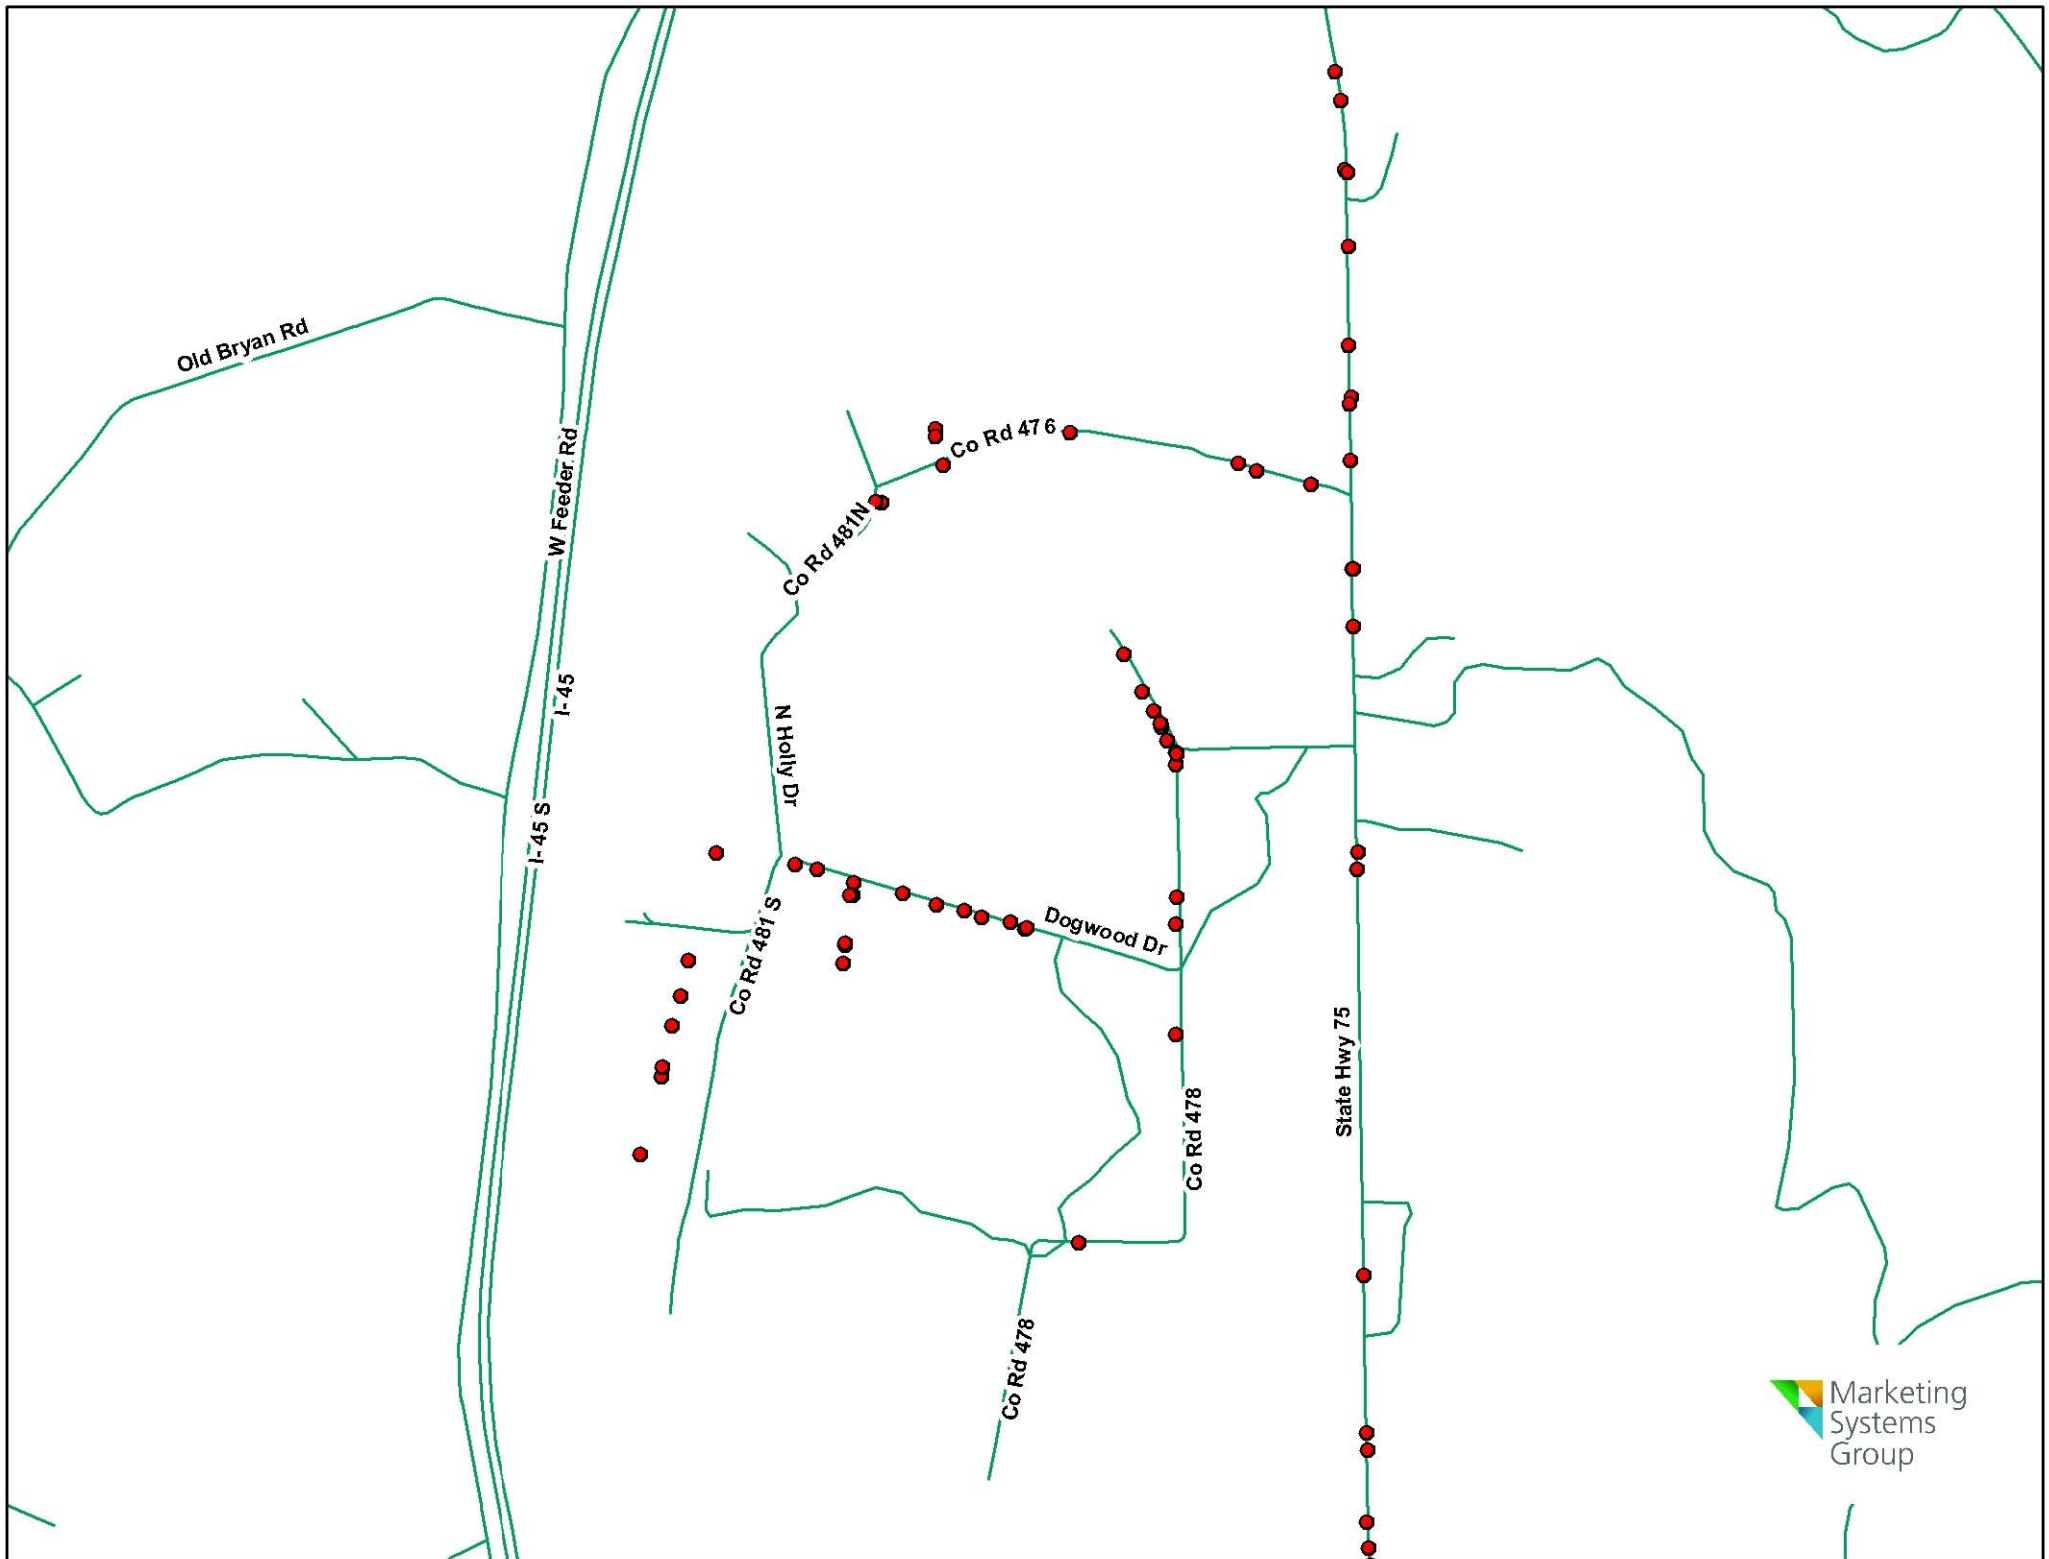 Old Bryan Rd
W Feeder Rd
Co Rd 476
Co Rd 481N
I- 45
N Holly Dr
I- 45 S
Co Rd 481 S
Dogwood Dr
State Hwy 75
Co Rd 478
Co Rd 478
Marketing
Systems
Group